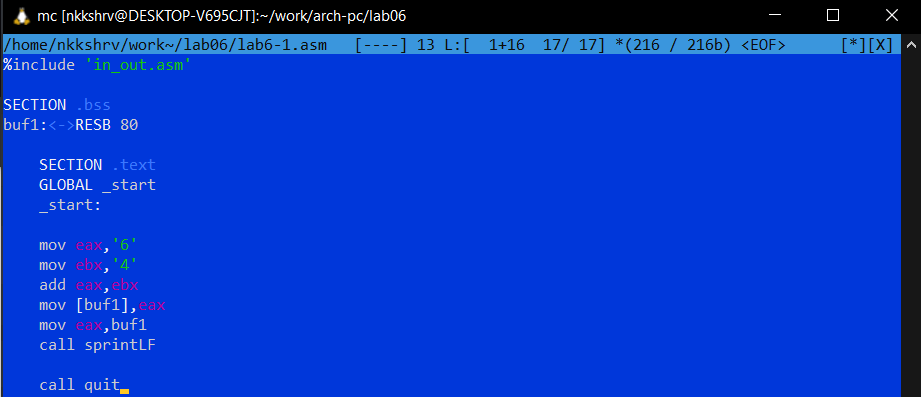 mc [nkkshrv@DESKTOP-V695CJT]:~/work/arch-pc/lab06
/home/nkkshrv/work~/lab06/lab6-1.asm   [----] 13 L:[  1+16  17/ 17] *(216 / 216b) <EOF>      [*][X]
%include 'in_out.asm'
SECTION .bss
buf1:<->RESB 80
    SECTION .text
    GLOBAL _start
    _start:
    mov eax,'6'
    mov ebx,'4'
    add eax,ebx
    mov [buf1],eax
    mov eax,buf1
    call sprintLF
    call quit